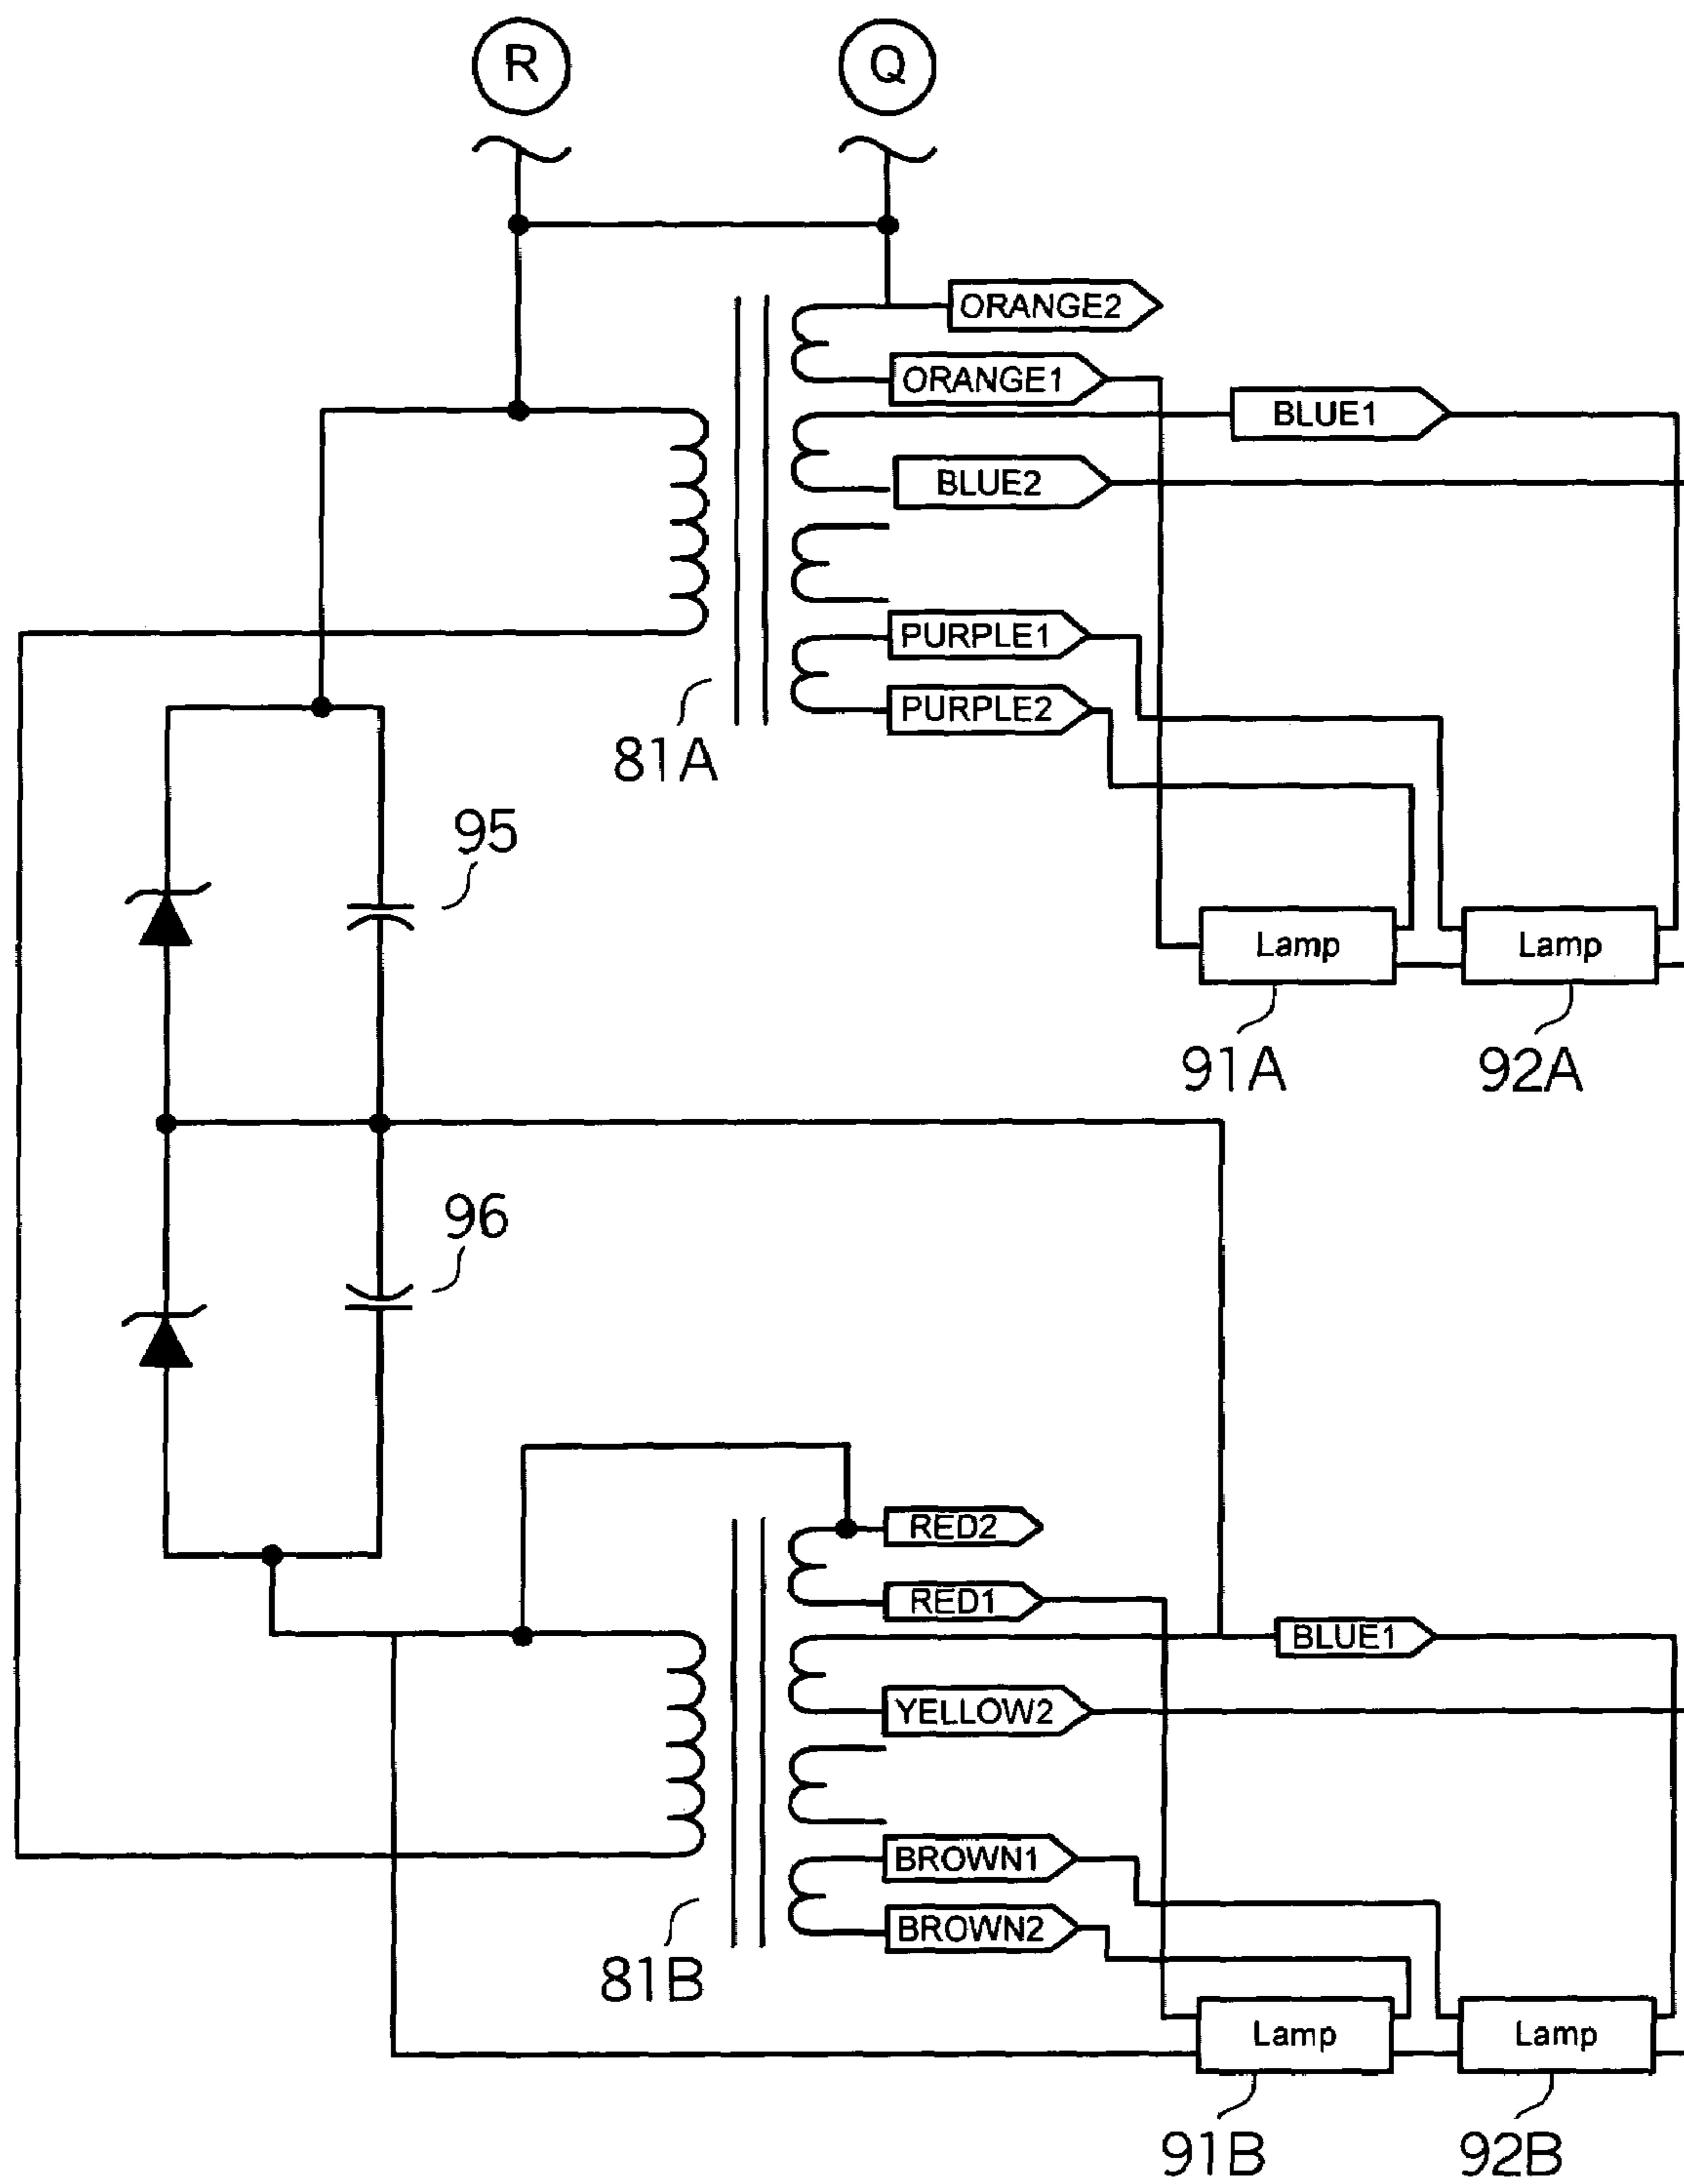 R
Q
ORANGE2
ORANGE1
BLUE1
BLUE2
PURPLE1
PURPLE2
81A
95
Lamp
Lamp
91A
92A
96
RED2
RED1
BLUE1
YELLOW2
BROWN1
BROWN2
81B
Lamp
Lamp
91B
92B